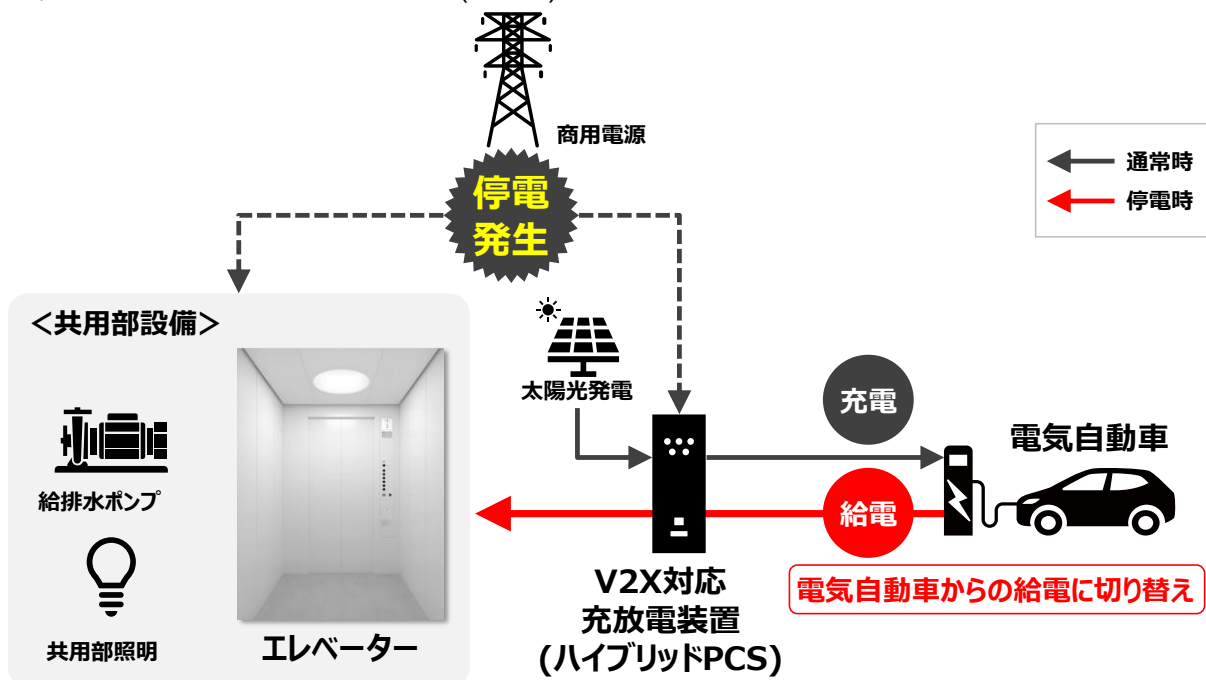 商用電源
停電
発生
通常時
停電時
＜共用部設備＞
太陽光発電
充電
電気自動車
給排水ポンプ
給電
V2X対応
充放電装置
(ハイブリッドPCS)
電気自動車からの給電に切り替え
共用部照明
エレベーター